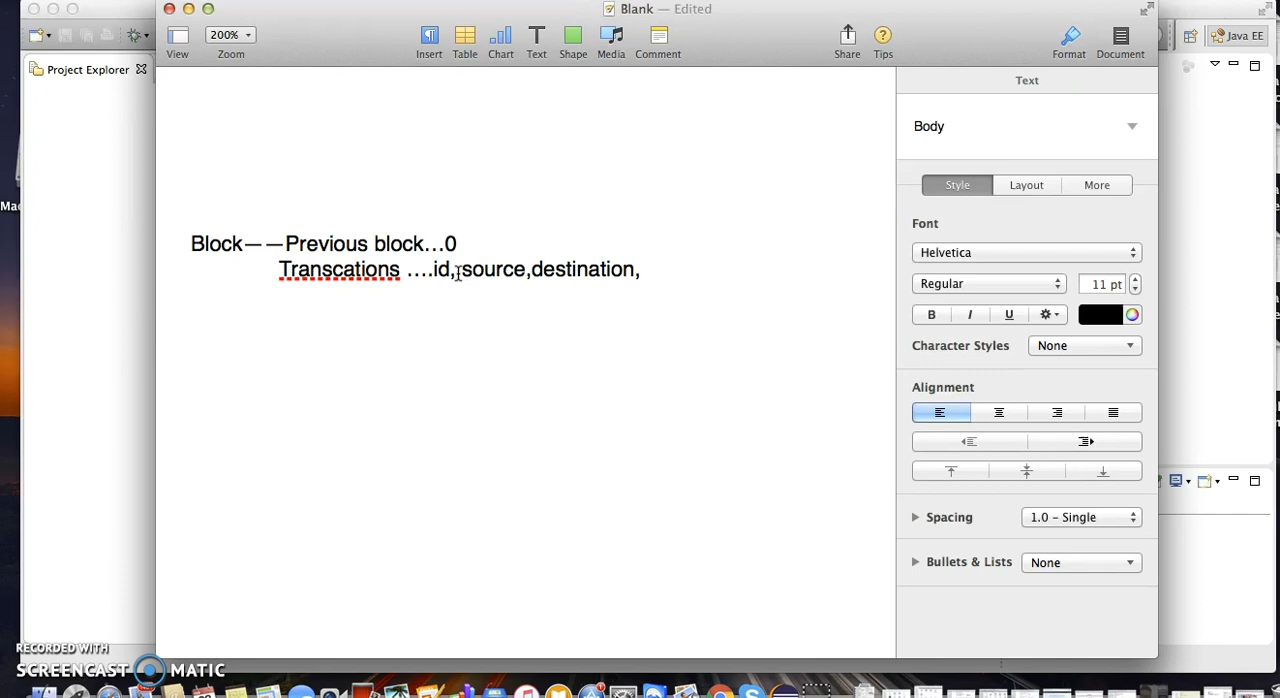 Blank — Edited
Java EE
View
200%
Zoom
Insert
Table
Chart
Text
Shape
Media
Comment
Share
Tips
Format
Document
Project Explorer
Text
Body
Style
Layout
More
Font
Helvetica
Regular
11 pt
B
I
U
Character Styles
None
Alignment
Spacing
1.0 – Single
Bullets & Lists
None
Block——Previous block…0
Transcations ….id, source,destination,
Mac
RECORDED WITH
SCREENCAST MATIC